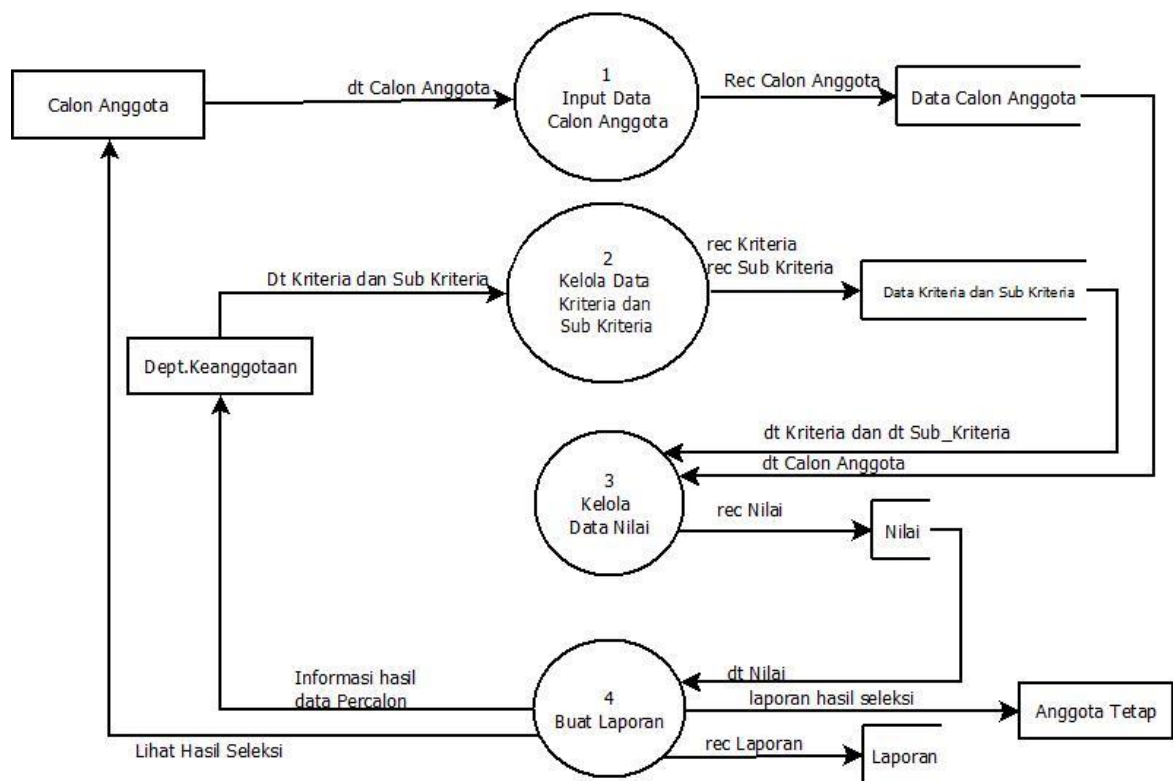 1
Input Data
Calon Anggota
Calon Anggota
dt Calon Anggota
Rec Calon Anggota
Data Calon Anggota
2
Kelola Data
Kriteria dan
Sub Kriteria
Dt Kriteria dan Sub Kriteria
rec Kriteria
rec Sub Kriteria
Data Kriteria dan Sub Kriteria
Dept.Keanggotaan
dt Kriteria dan dt Sub_Kriteria
dt Calon Anggota
3
Kelola
Data Nilai
rec Nilai
Nilai
Informasi hasil
data Percalon
4
Buat Laporan
dt Nilai
laporan hasil seleksi
Anggota Tetap
Lihat Hasil Seleksi
rec Laporan
Laporan